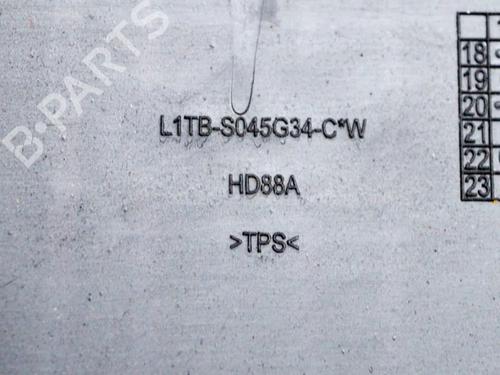 B-PARTS
L1TB-S045G34-C*W
HD88A
>TPS<
18
19
20
21
22
23